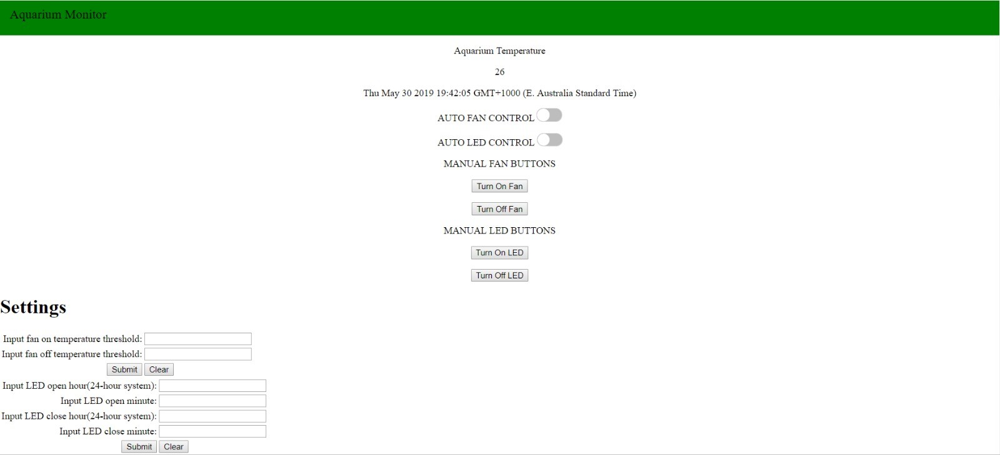 Aquarium Monitor
Aquarium Temperature
26
Thu May 30 2019 19:42:05 GMT+1000 (E. Australia Standard Time)
AUTO FAN CONTROL
AUTO LED CONTROL
MANUAL FAN BUTTONS
Turn On Fan
Turn Off Fan
MANUAL LED BUTTONS
Turn On LED
Turn Off LED
Settings
Input fan on temperature threshold:
Input fan off temperature threshold:
Submit Clear
Input LED open hour(24-hour system):
Input LED open minute:
Input LED close hour(24-hour system):
Input LED close minute:
Submit Clear